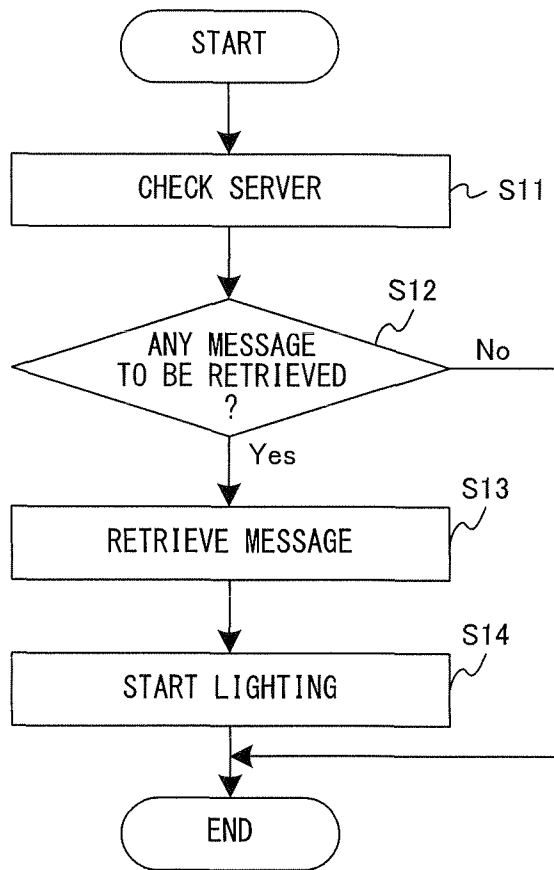 START
CHECK SERVER
S11
S12
ANY MESSAGE
TO BE RETRIEVED
?
No
Yes
S13
RETRIEVE MESSAGE
S14
START LIGHTING
END